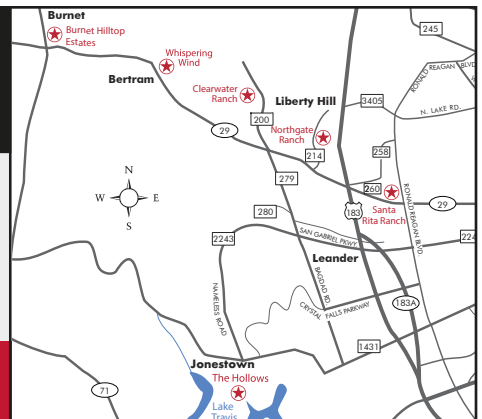 Burnet
Burnet Hilltop
Estates
245
Whispering
Wind
Bertram
RONALD REAGAN BLVD
Clearwater
Ranch
Liberty Hill
3405
N. LAKE RD.
200
29
Northgate
Ranch
214
258
N
W
E
S
279
260
Santa
Rita Ranch
29
280
183
RONALD REAGAN BLVD
2243
SAN GABRIEL PKWY
224
Leander
BAGDAD RD
NAMELESS ROAD
CRYSTAL FALLS PARKWAY
183A
1431
Jonestown
The Hollows
71
Lake
Travis